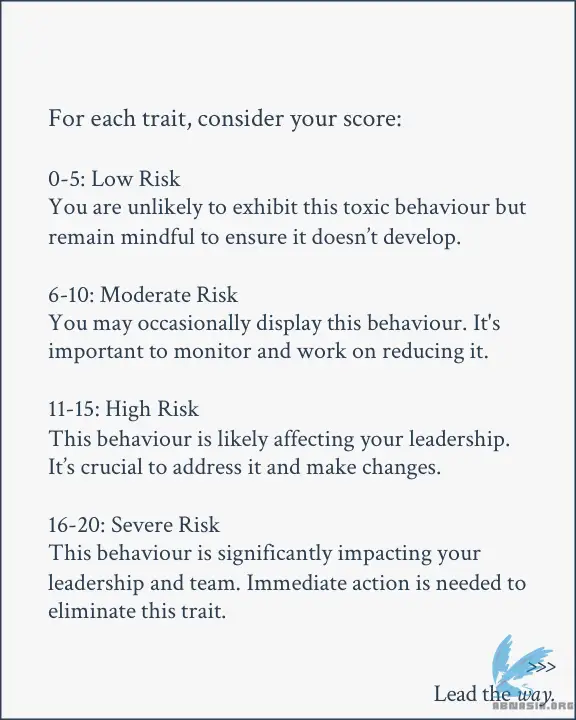 For each trait, consider your score:
0-5: Low Risk
You are unlikely to exhibit this toxic behaviour but
remain mindful to ensure it doesn’t develop.
6-10: Moderate Risk
You may occasionally display this behaviour. It's
important to monitor and work on reducing it.
11-15: High Risk
This behaviour is likely affecting your leadership.
It’s crucial to address it and make changes.
16-20: Severe Risk
This behaviour is significantly impacting your
leadership and team. Immediate action is needed to
eliminate this trait.
>>>
Lead the way.
ABWASIM.ORG